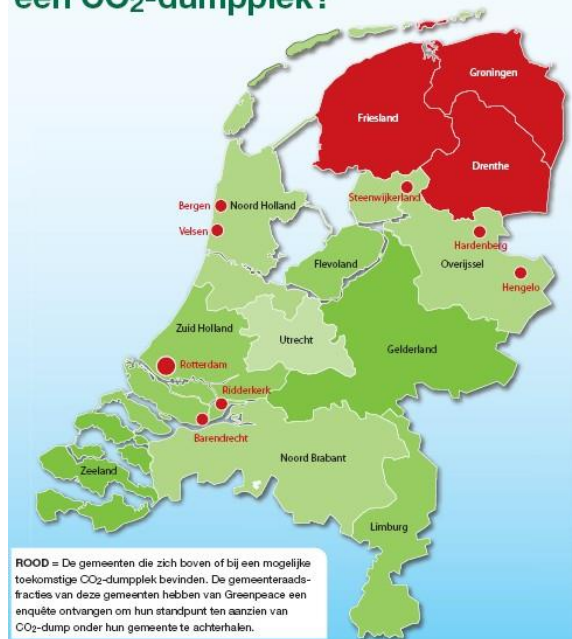 een CO₂-dumpplek?
Groningen
Friesland
Drenthe
Steenwijkerland
Bergen
Noord Holland
Velsen
Hardenberg
Flevoland
Overijssel
Hengelo
Zuid Holland
Utrecht
Gelderland
Rotterdam
Ridderkerk
Barendrecht
Noord Brabant
Zeeland
Limburg
ROOD = De gemeenten die zich boven of bij een mogelijke
toekomstige CO₂-dumpplek bevinden. De gemeenteraads-
fracties van deze gemeenten hebben van Greenpeace een
enquête ontvangen om hun standpunt ten aanzien van
CO₂-dump onder hun gemeente te achterhalen.